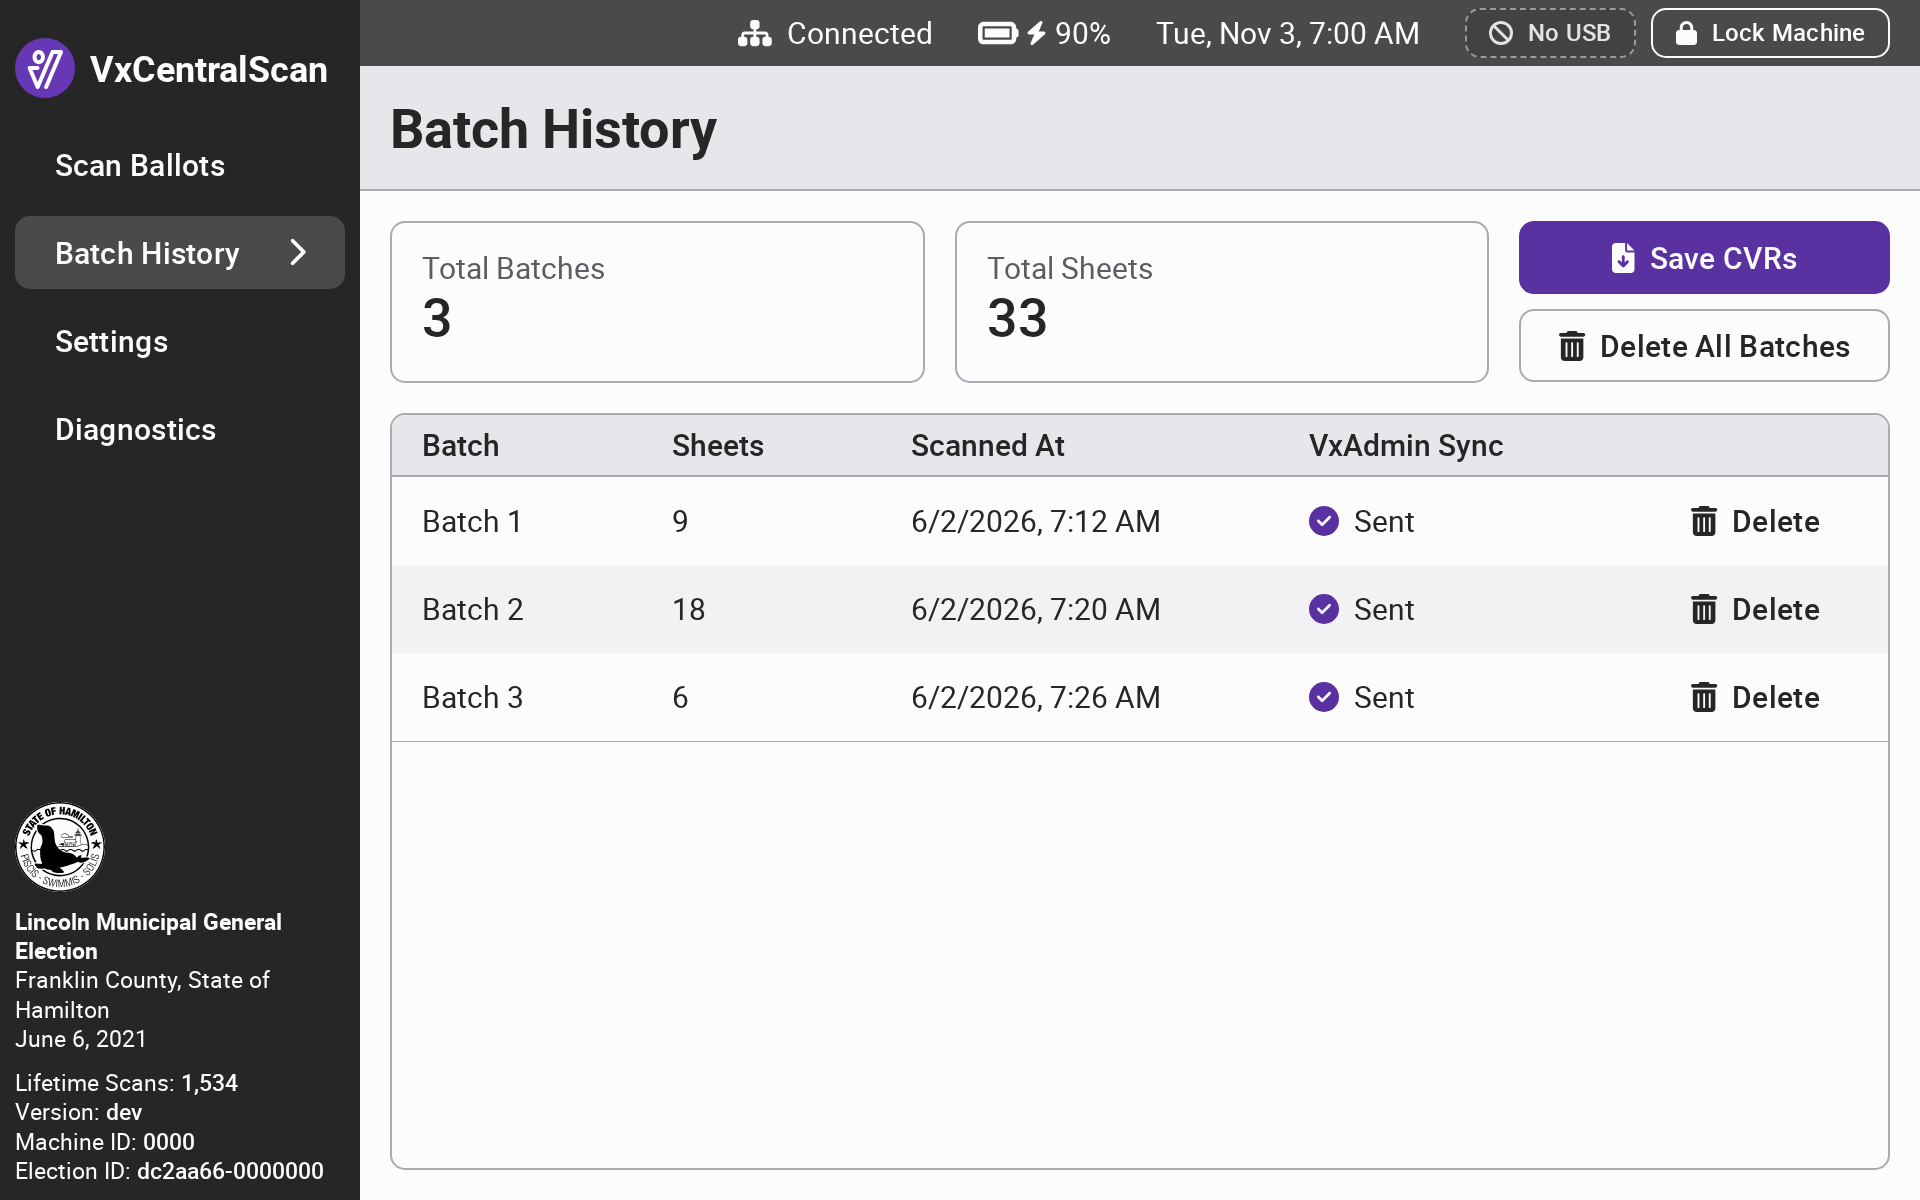 VxCentralScan
Scan Ballots
Batch History
Settings
Diagnostics
STATE OF HAMILTON
PISCIS · SWIMMIS · SOLIS
Lincoln Municipal General
Election
Franklin County, State of
Hamilton
June 6, 2021
Lifetime Scans: 1,534
Version: dev
Machine ID: 0000
Election ID: dc2aa66-0000000
Connected
90%
Tue, Nov 3, 7:00 AM
No USB
Lock Machine
Batch History
Total Batches
3
Total Sheets
33
Save CVRs
Delete All Batches
Batch Sheets Scanned At VxAdmin Sync
Batch 1 9 6/2/2026, 7:12 AM Sent Delete
Batch 2 18 6/2/2026, 7:20 AM Sent Delete
Batch 3 6 6/2/2026, 7:26 AM Sent Delete